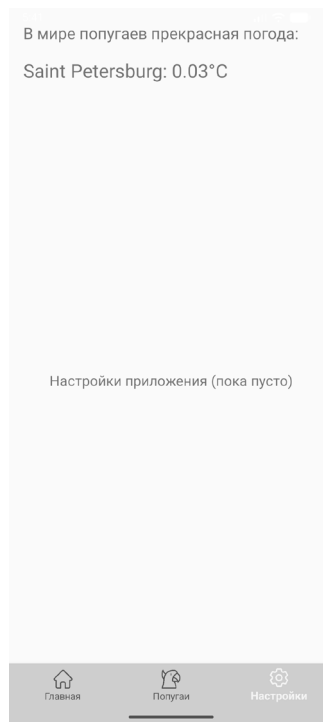 В мире попугаев прекрасная погода:
Saint Petersburg: 0.03°C
Настройки приложения (пока пусто)
Главная
Попугаи
Настройки